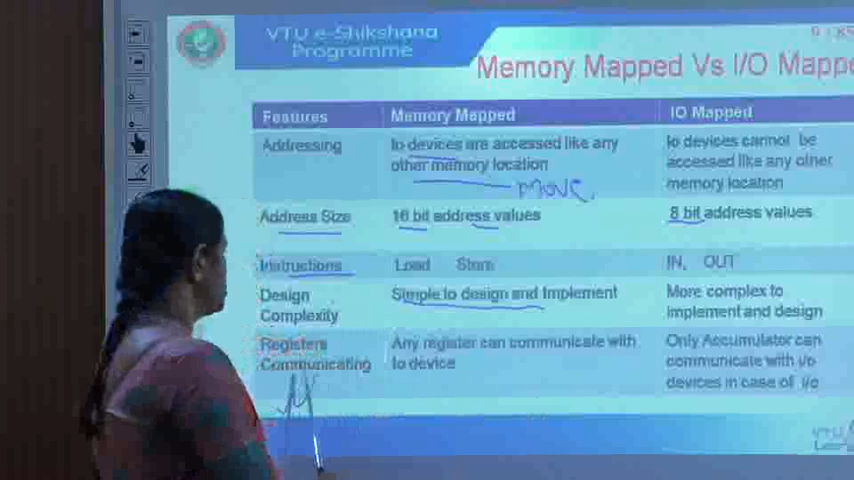 VTU e-Shikshana
Programme
Memory Mapped Vs I/O Mappe
Features Memory Mapped IO Mapped
Addressing Io devices are accessed like any other memory location Io devices cannot be accessed like any other memory location
move.
Address Size 16 bit address values 8 bit address values
Instructions Load Store IN, OUT
Design Complexity Simple to design and Implement More complex to implement and design
Registers Communicating Any register can communicate with to device Only Accumulator can communicate with i/o devices in case of i/o
VTU